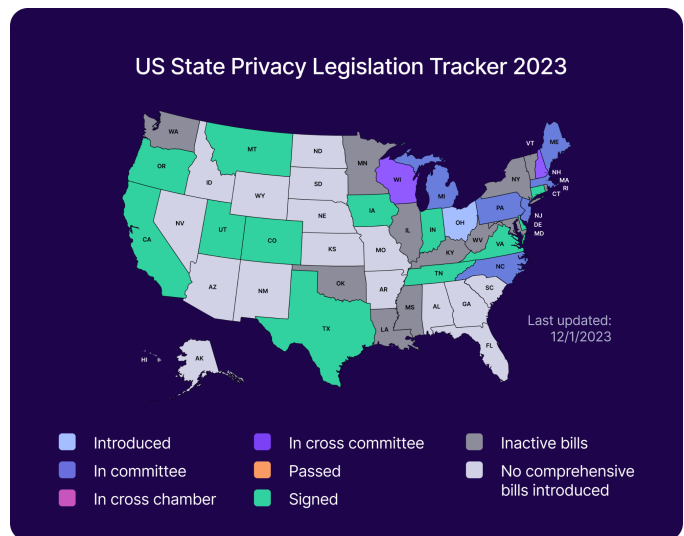 US State Privacy Legislation Tracker 2023
WA
MT
ND
MN
VT
ME
OR
ID
SD
WI
NH
MA
NY
RI
WY
MI
CT
NV
NE
IA
PA
NJ
UT
CO
IL
IN
OH
DE
CA
KS
MO
WV
MD
KY
VA
AZ
NM
OK
AR
TN
NC
SC
MS
AL
GA
TX
LA
FL
HI
AK
Last updated:
12/1/2023
Introduced
In committee
In cross chamber
In cross committee
Passed
Signed
Inactive bills
No comprehensive
bills introduced